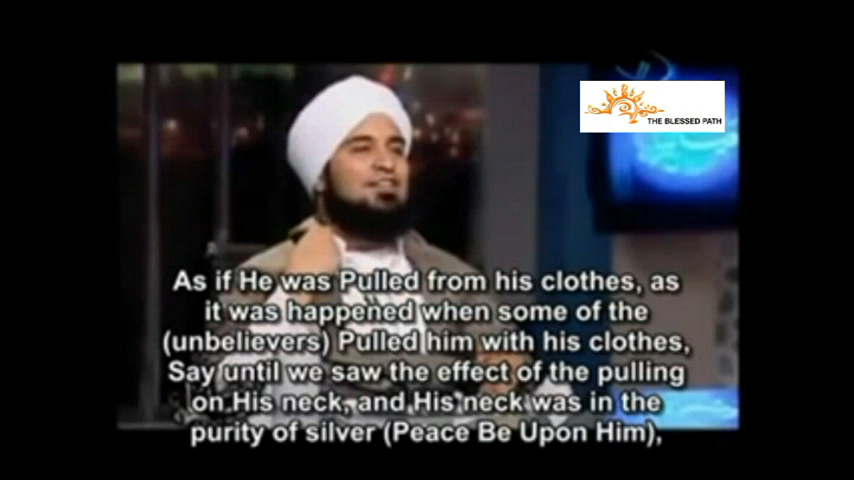 THE BLESSED PATH
As if He was Pulled from his clothes, as
it was happened when some of the
(unbelievers) Pulled him with his clothes,
Say until we saw the effect of the pulling
on His neck, and His neck was in the
purity of silver (Peace Be Upon Him),